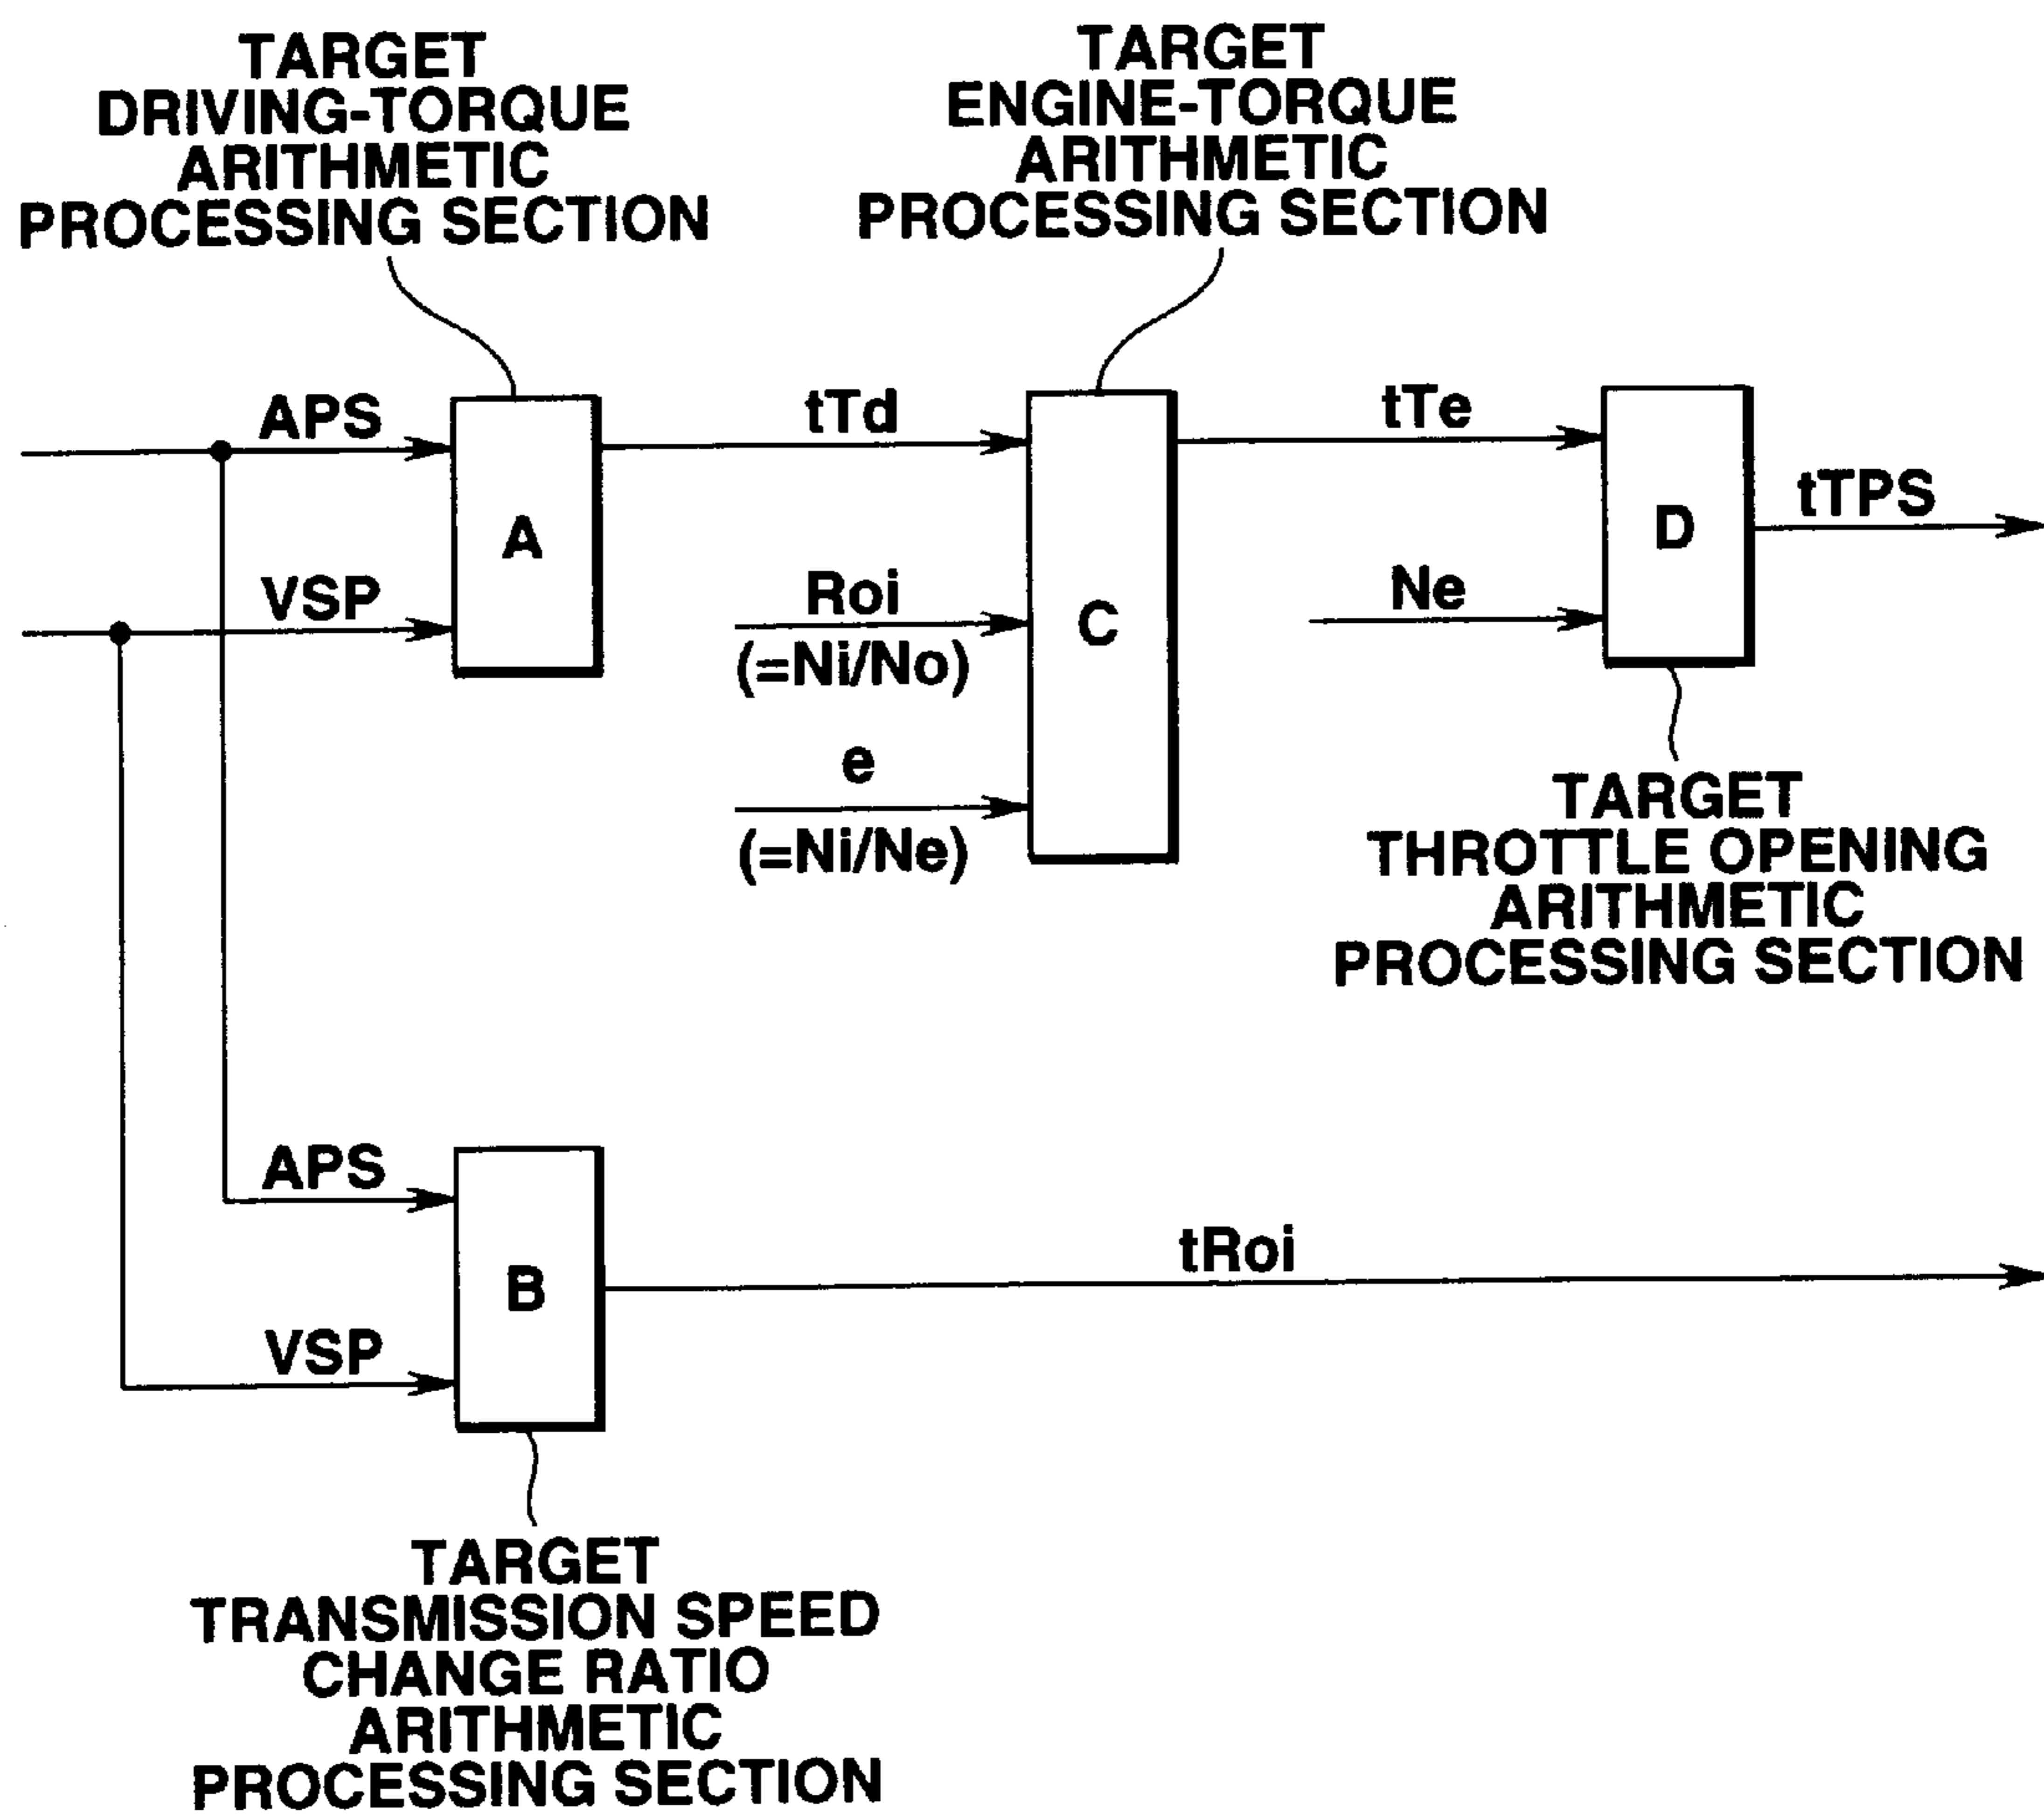 TARGET
DRIVING-TORQUE
ARITHMETIC
PROCESSING SECTION
TARGET
ENGINE-TORQUE
ARITHMETIC
PROCESSING SECTION
APS
tTd
tTe
tTPS
A
D
VSP
Roi
(=Ni/No)
C
Ne
e
(=Ni/Ne)
TARGET
THROTTLE OPENING
ARITHMETIC
PROCESSING SECTION
APS
tRoi
B
VSP
TARGET
TRANSMISSION SPEED
CHANGE RATIO
ARITHMETIC
PROCESSING SECTION